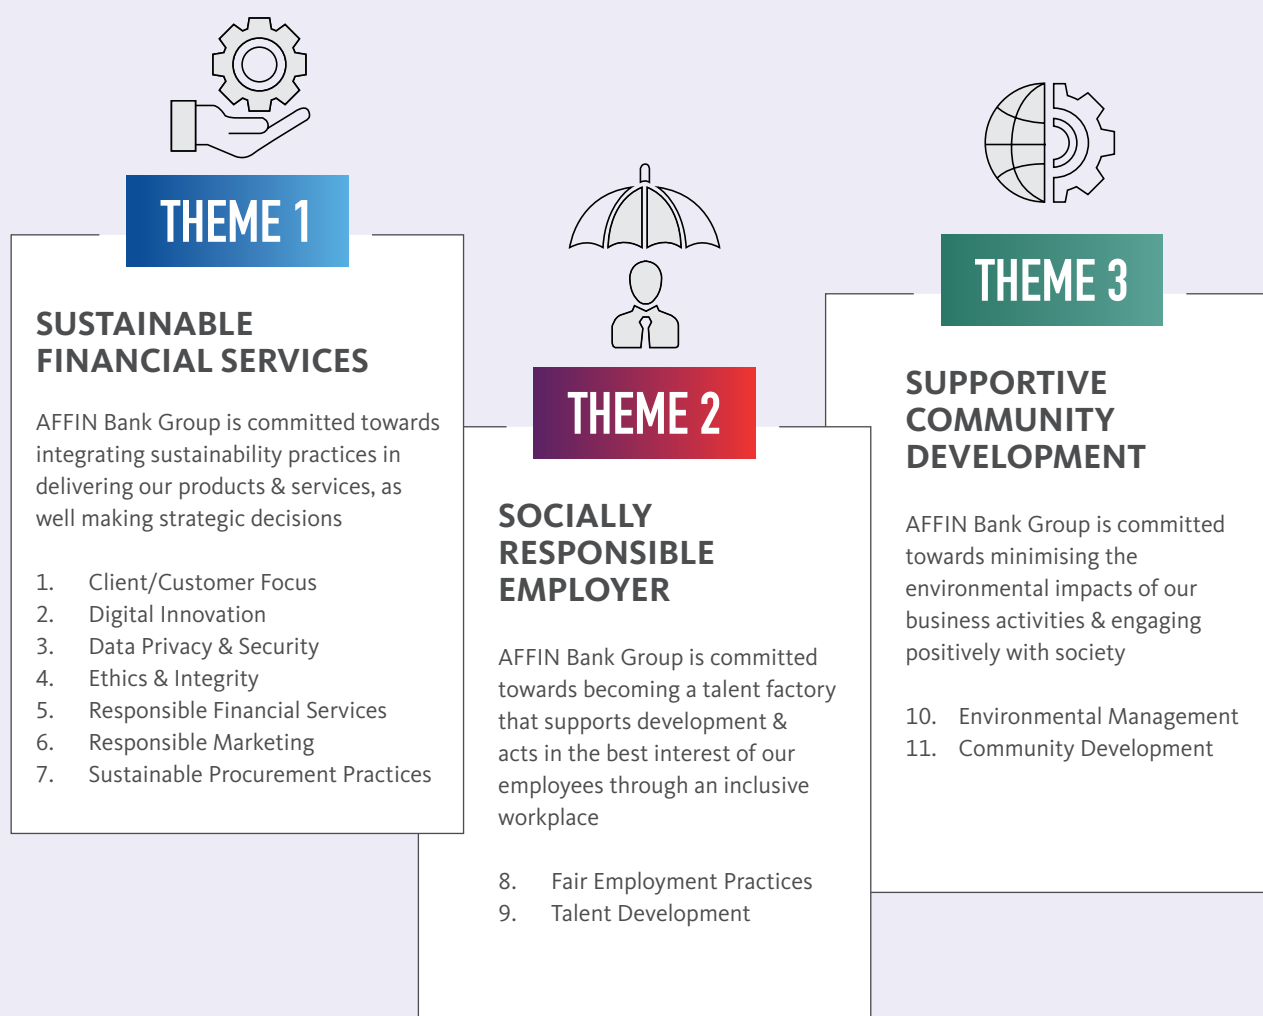 THEME 1
SUSTAINABLE
FINANCIAL SERVICES
AFFIN Bank Group is committed towards
integrating sustainability practices in
delivering our products & services, as
well making strategic decisions
1. Client/Customer Focus
2. Digital Innovation
3. Data Privacy & Security
4. Ethics & Integrity
5. Responsible Financial Services
6. Responsible Marketing
7. Sustainable Procurement Practices
THEME 2
SOCIALLY
RESPONSIBLE
EMPLOYER
AFFIN Bank Group is committed
towards becoming a talent factory
that supports development &
acts in the best interest of our
employees through an inclusive
workplace
8. Fair Employment Practices
9. Talent Development
THEME 3
SUPPORTIVE
COMMUNITY
DEVELOPMENT
AFFIN Bank Group is committed
towards minimising the
environmental impacts of our
business activities & engaging
positively with society
10. Environmental Management
11. Community Development